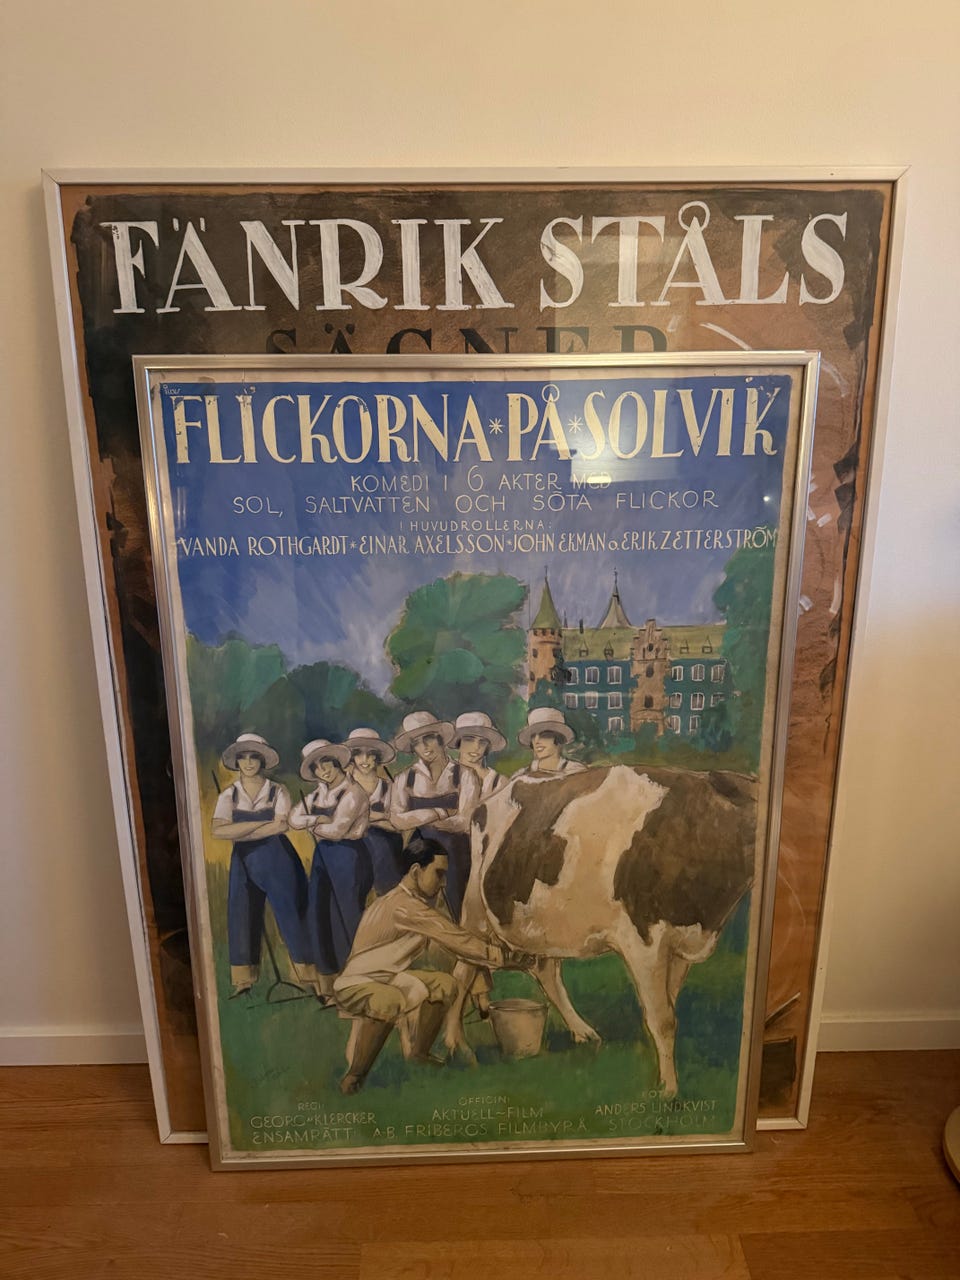 FÄNRIK STÅLS
SÄGNER
FLICKORNA*PÅ*SOLVIK
KOMEDI I 6 AKTER MED
SOL, SALTVATTEN OCH SÖTA FLICKOR
I HUVUDROLLERNA:
VANDA ROTHGARDT*EINAR AXELSSON*JOHN EKMAN o. ERIK ZETTERSTRÖM
REGI:
GEORG AF KLERCKER
ENSAMRÄTT:
OFFICIN:
AKTUELL-FILM
A.B. FRIBERGS FILMBYRÅ
FOTO:
ANDERS LINDKVIST
STOCKHOLM